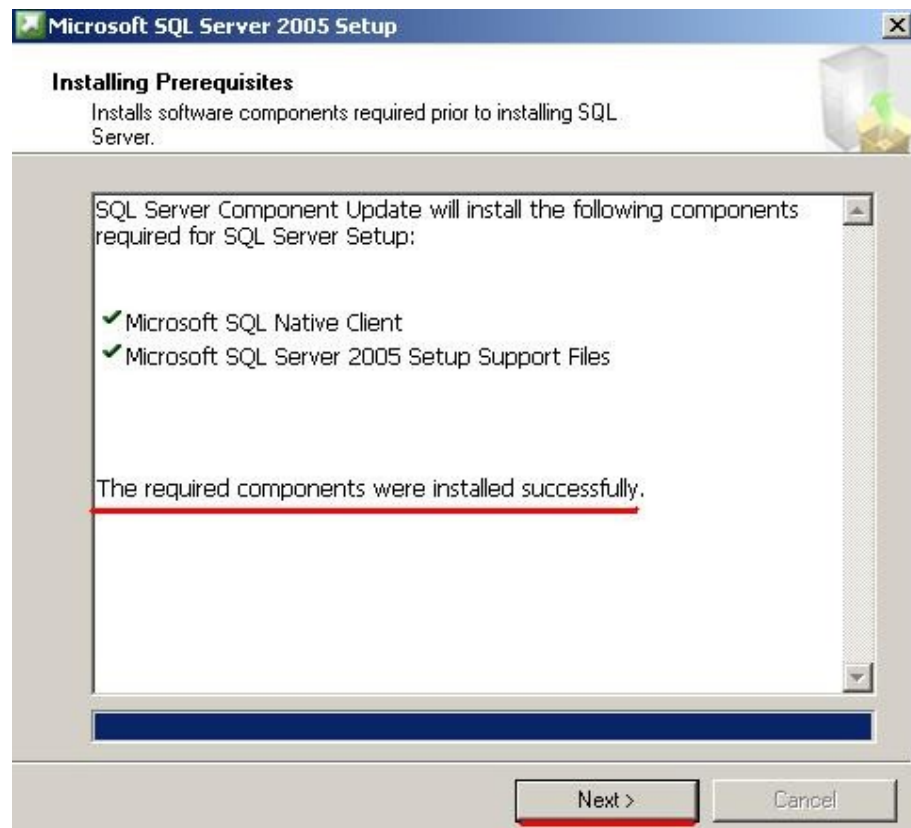 Microsoft SQL Server 2005 Setup
Installing Prerequisites
Installs software components required prior to installing SQL
Server.
SQL Server Component Update will install the following components
required for SQL Server Setup:
Microsoft SQL Native Client
Microsoft SQL Server 2005 Setup Support Files
The required components were installed successfully.
Next >
Cancel